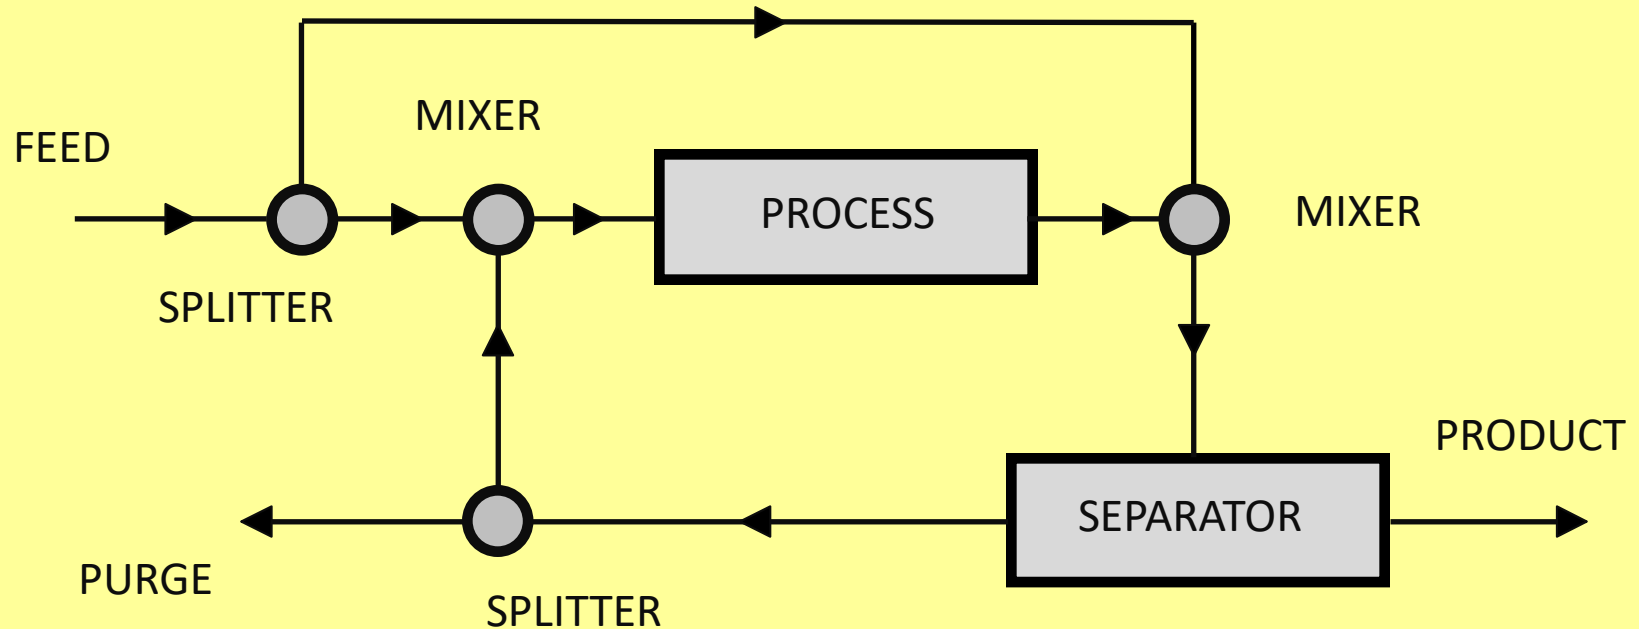 MIXER
FEED
PROCESS
MIXER
SPLITTER
PRODUCT
SEPARATOR
PURGE
SPLITTER